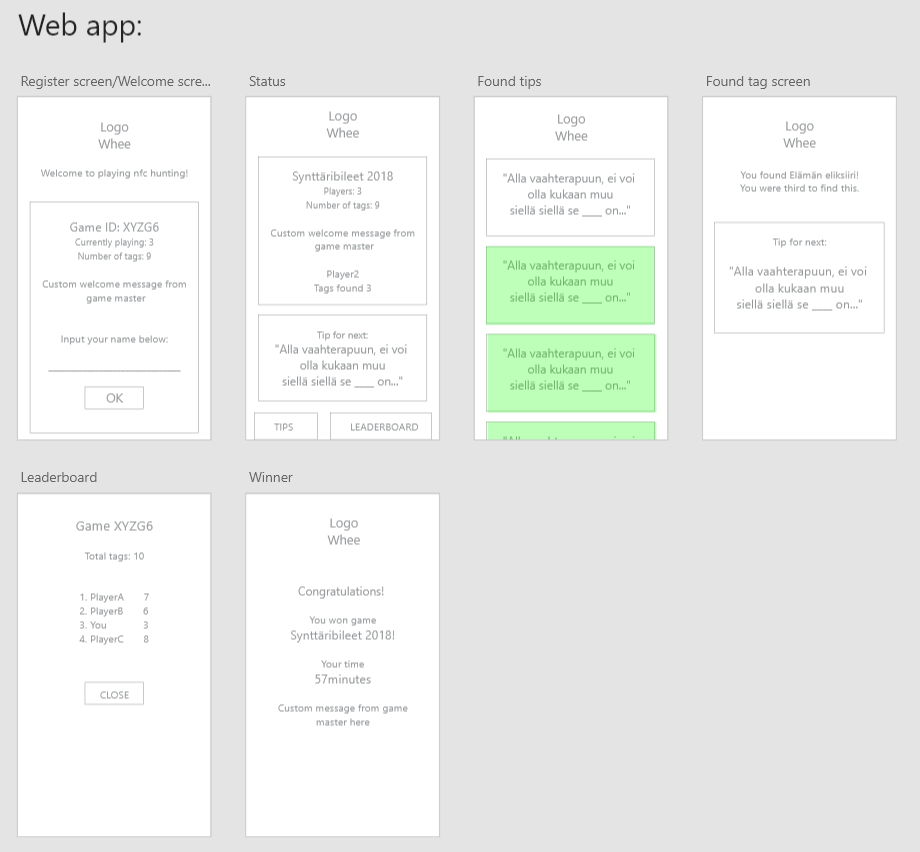 Web app:
Register screen/Welcome scre...
Logo
Whee
Welcome to playing nfc hunting!
Game ID: XYZG6
Currently playing: 3
Number of tags: 9
Custom welcome message from
game master
Input your name below:
OK
Status
Logo
Whee
Synttäribileet 2018
Players: 3
Number of tags: 9
Custom welcome message from
game master
Player2
Tags found 3
Tip for next:
"Alla vaahterapuun, ei voi
olla kukaan muu
siellä siellä se ____ on..."
TIPS
LEADERBOARD
Found tips
Logo
Whee
"Alla vaahterapuun, ei voi
olla kukaan muu
siellä siellä se ____ on..."
"Alla vaahterapuun, ei voi
olla kukaan muu
siellä siellä se ____ on..."
"Alla vaahterapuun, ei voi
olla kukaan muu
siellä siellä se ____ on..."
Found tag screen
Logo
Whee
You found Elämän eliksiiri!
You were third to find this.
Tip for next:
"Alla vaahterapuun, ei voi
olla kukaan muu
siellä siellä se ____ on..."
Leaderboard
Game XYZG6
Total tags: 10
1. PlayerA 7
2. PlayerB 6
3. You 3
4. PlayerC 8
CLOSE
Winner
Logo
Whee
Congratulations!
You won game
Synttäribileet 2018!
Your time
57minutes
Custom message from game
master here